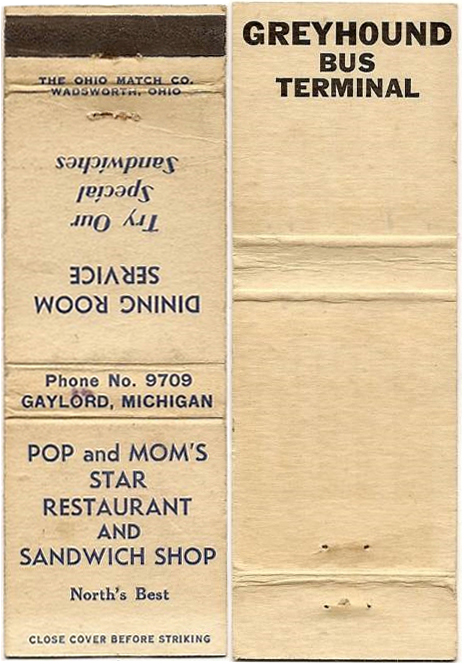 THE OHIO MATCH CO.
WADSWORTH, OHIO
DINING ROOM
SERVICE
Try Our
Special
Sandwiches
Phone No. 9709
GAYLORD, MICHIGAN
POP and MOM'S
STAR
RESTAURANT
AND
SANDWICH SHOP
North's Best
CLOSE COVER BEFORE STRIKING
GREYHOUND
BUS
TERMINAL